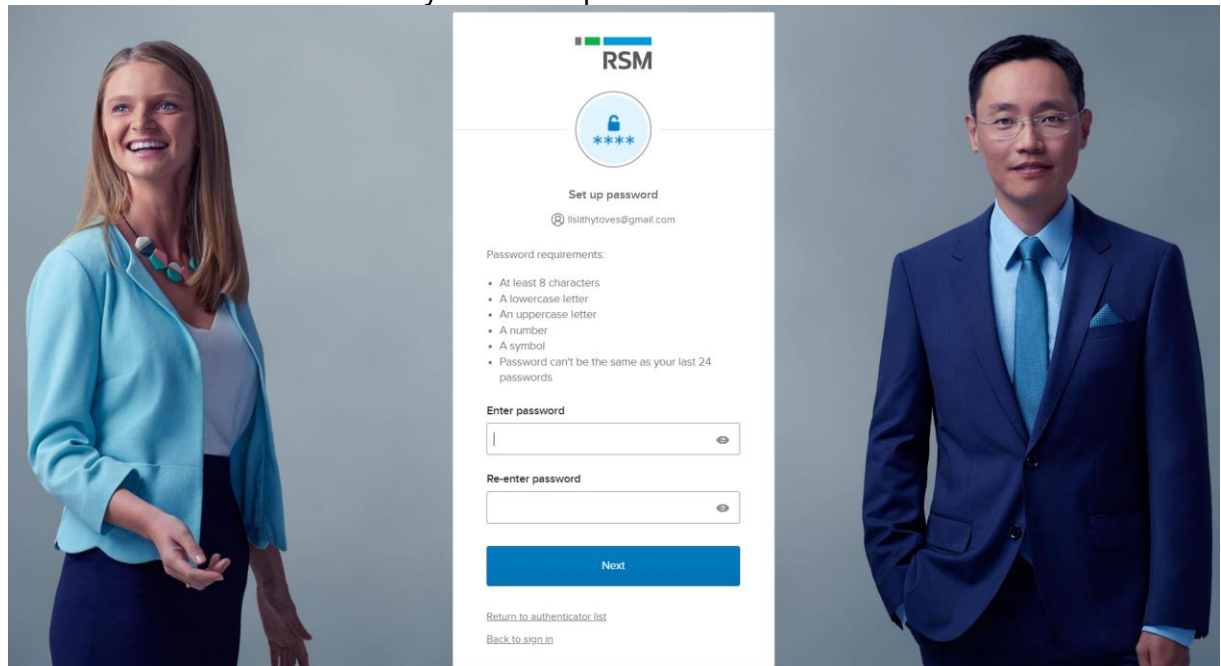 RSM
****
Set up password
llslithytoves@gmail.com
Password requirements:
At least 8 characters
A lowercase letter
An uppercase letter
A number
A symbol
Password can't be the same as your last 24
passwords
Enter password
Re-enter password
Next
Return to authenticator list
Back to sign in